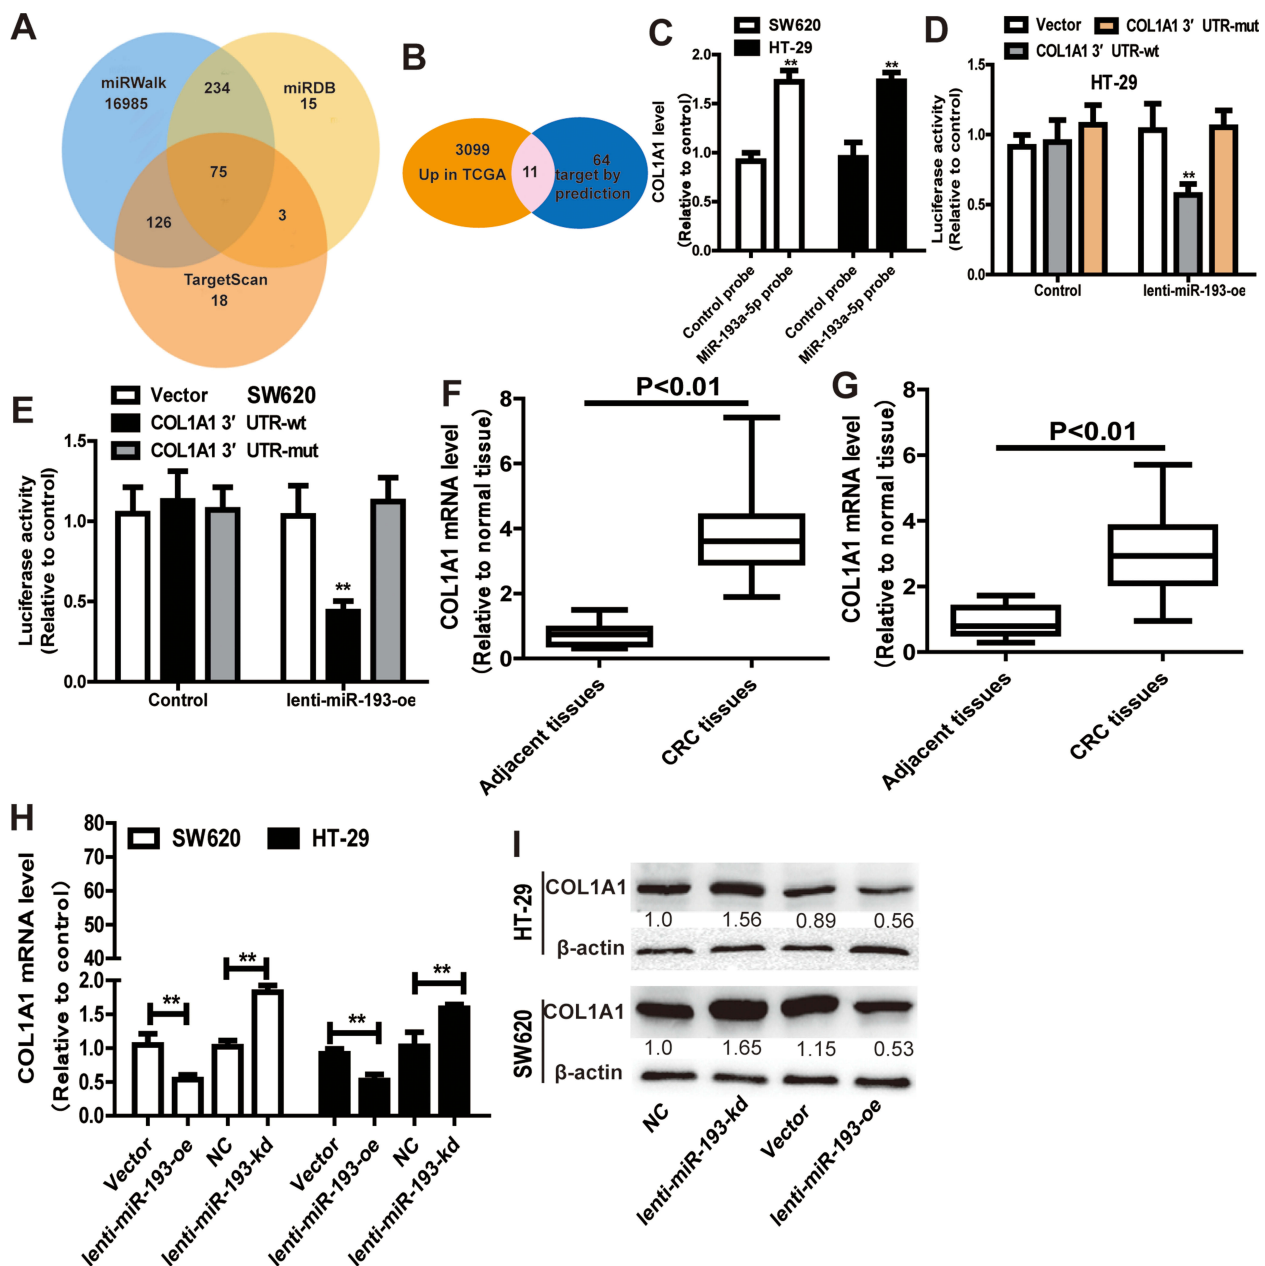 A
miRWalk
16985
234
miRDB
15
75
126
3
TargetScan
18
B
3099
Up in TCGA
11
64
target by
prediction
C
SW620
HT-29
COL1A1 level
(Relative to control)
2.0
1.5
1.0
0.5
0.0
**
**
Control probe
MiR-193a-5p probe
Control probe
MiR-193a-5p probe
D
Vector
COL1A1 3′ UTR-mut
COL1A1 3′ UTR-wt
HT-29
Luciferase activity
(Relative to control)
1.5
1.0
0.5
0.0
**
Control
lenti-miR-193-oe
E
Vector
SW620
COL1A1 3′ UTR-wt
COL1A1 3′ UTR-mut
Luciferase activity
(Relative to control)
1.5
1.0
0.5
0.0
**
Control
lenti-miR-193-oe
F
P<0.01
COL1A1 mRNA level
(Relative to normal tissue)
8
6
4
2
0
Adjacent tissues
CRC tissues
G
P<0.01
COL1A1 mRNA level
(Relative to normal tissue)
8
6
4
2
0
Adjacent tissues
CRC tissues
H
SW620
HT-29
COL1A1 mRNA level
(Relative to control)
80
70
60
50
40
2.0
1.5
1.0
0.5
0.0
**
**
**
**
Vector
lenti-miR-193-oe
NC
lenti-miR-193-kd
Vector
lenti-miR-193-oe
NC
lenti-miR-193-kd
I
HT-29
COL1A1
1.0 1.56 0.89 0.56
β-actin
SW620
COL1A1
1.0 1.65 1.15 0.53
β-actin
NC
lenti-miR-193-kd
Vector
lenti-miR-193-oe